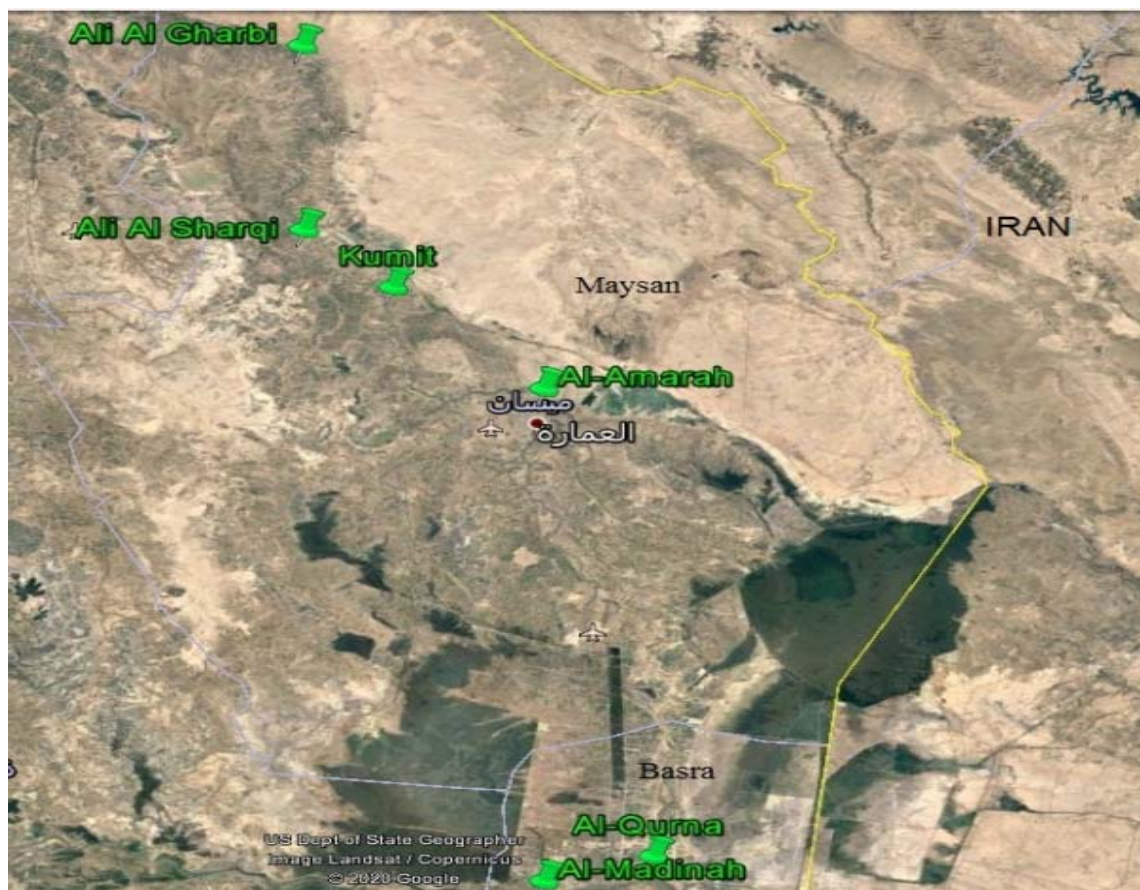 Ali Al Gharbi
IRAN
Ali Al Sharqi
Kumit
Maysan
Al-Amarah
ميسان
العمارة
Basra
Al-Qurna
US Dept of State Geographer
Image Landsat / Copernicus
© 2020 Google
Al-Madinah